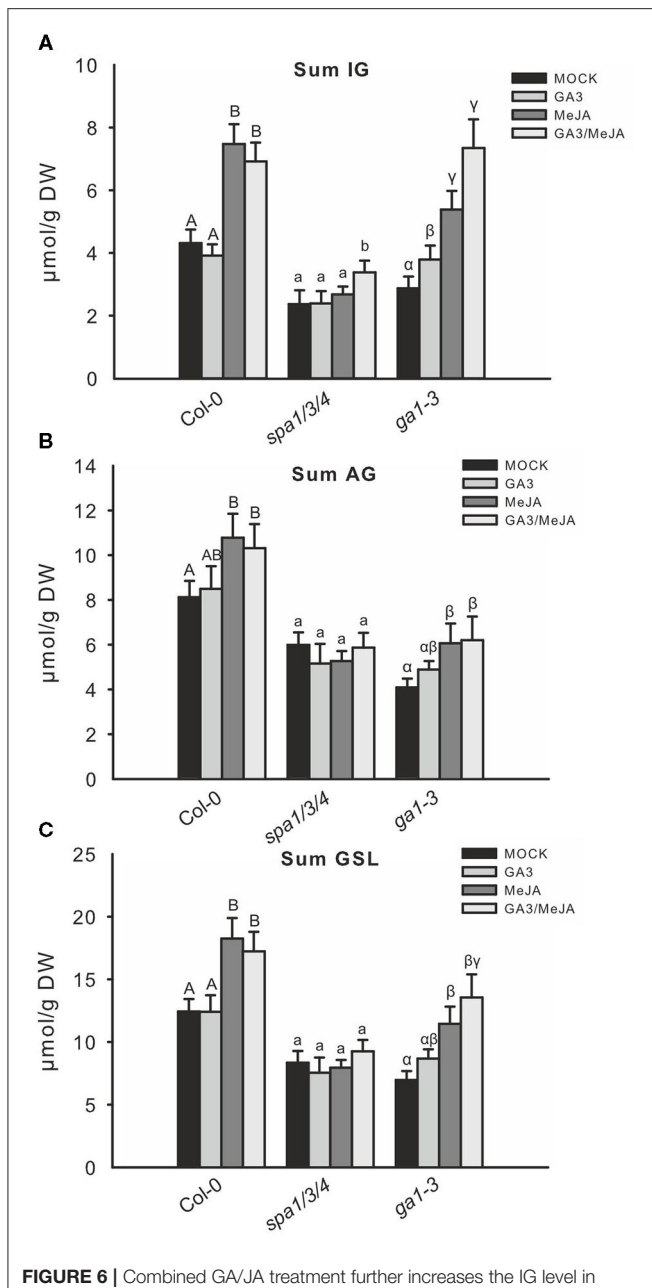 A
Sum IG
MOCK
GA3
MeJA
GA3/MeJA
µmol/g DW
10
8
6
4
2
0
A A B B
a a a b
α β γ γ
Col-0 spa1/3/4 ga1-3
B
Sum AG
MOCK
GA3
MeJA
GA3/MeJA
µmol/g DW
14
12
10
8
6
4
2
0
A AB B B
a a a a
α αβ β β
Col-0 spa1/3/4 ga1-3
C
Sum GSL
MOCK
GA3
MeJA
GA3/MeJA
µmol/g DW
25
20
15
10
5
0
A A B B
a a a a
α αβ β βγ
Col-0 spa1/3/4 ga1-3
FIGURE 6 | Combined GA/JA treatment further increases the IG level in